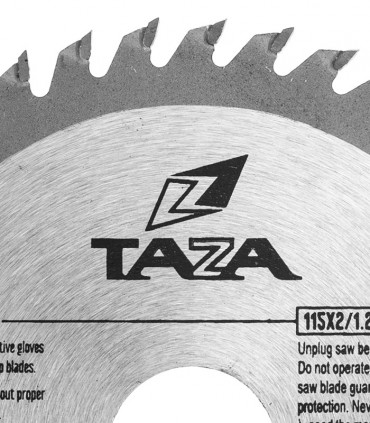 TAZA
tive gloves
blades.
out proper
115X2/1.2
Unplug saw be
Do not operate
saw blade gua
protection. Nev